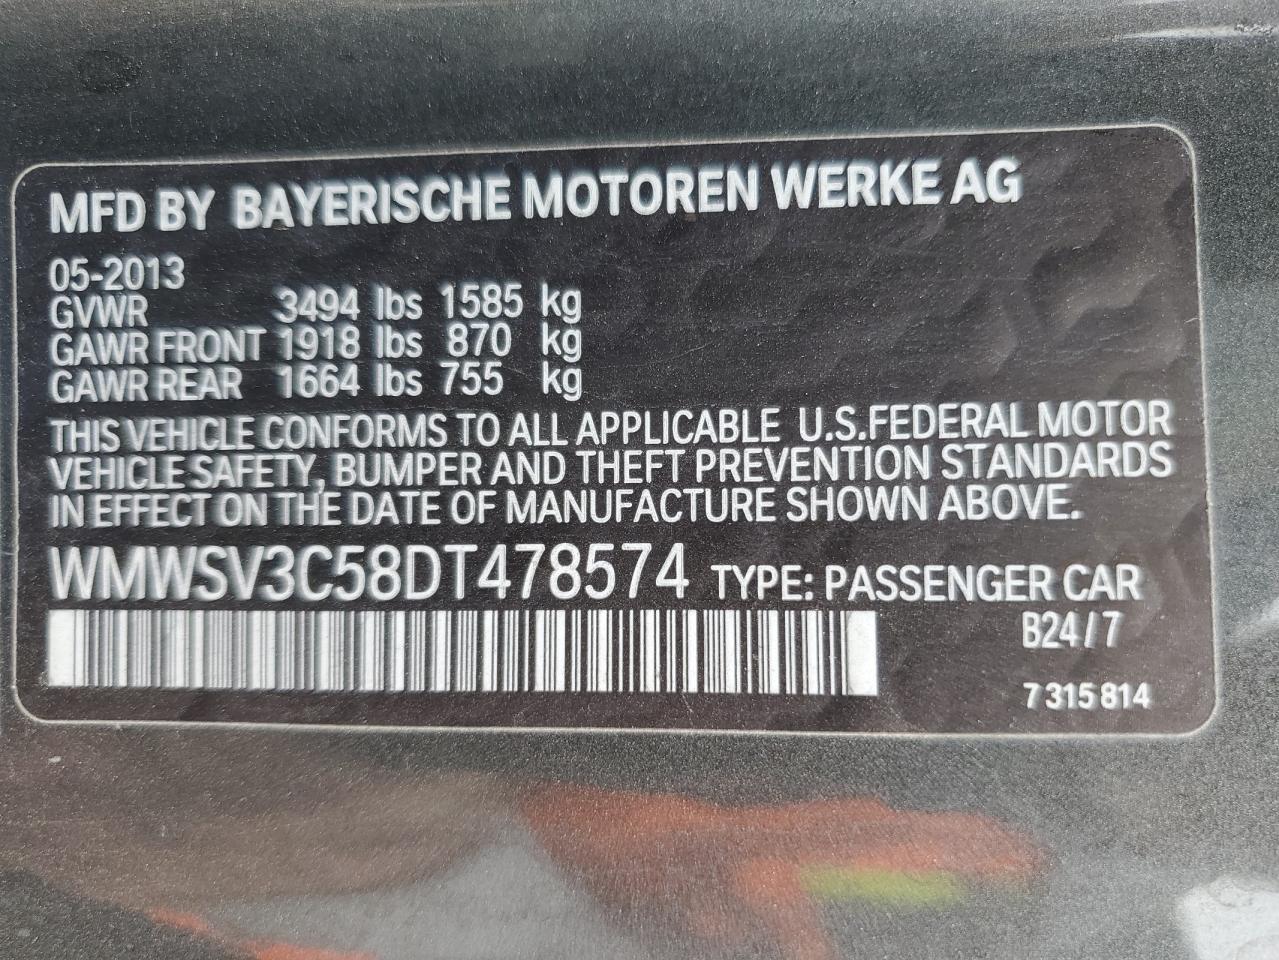 MFD BY BAYERISCHE MOTOREN WERKE AG
05-2013
GVWR 3494 lbs 1585 kg
GAWR FRONT 1918 lbs 870 kg
GAWR REAR 1664 lbs 755 kg
THIS VEHICLE CONFORMS TO ALL APPLICABLE U.S.FEDERAL MOTOR
VEHICLE SAFETY, BUMPER AND THEFT PREVENTION STANDARDS
IN EFFECT ON THE DATE OF MANUFACTURE SHOWN ABOVE.
WMWSV3C58DT478574 TYPE: PASSENGER CAR
B24/7
7 315 814